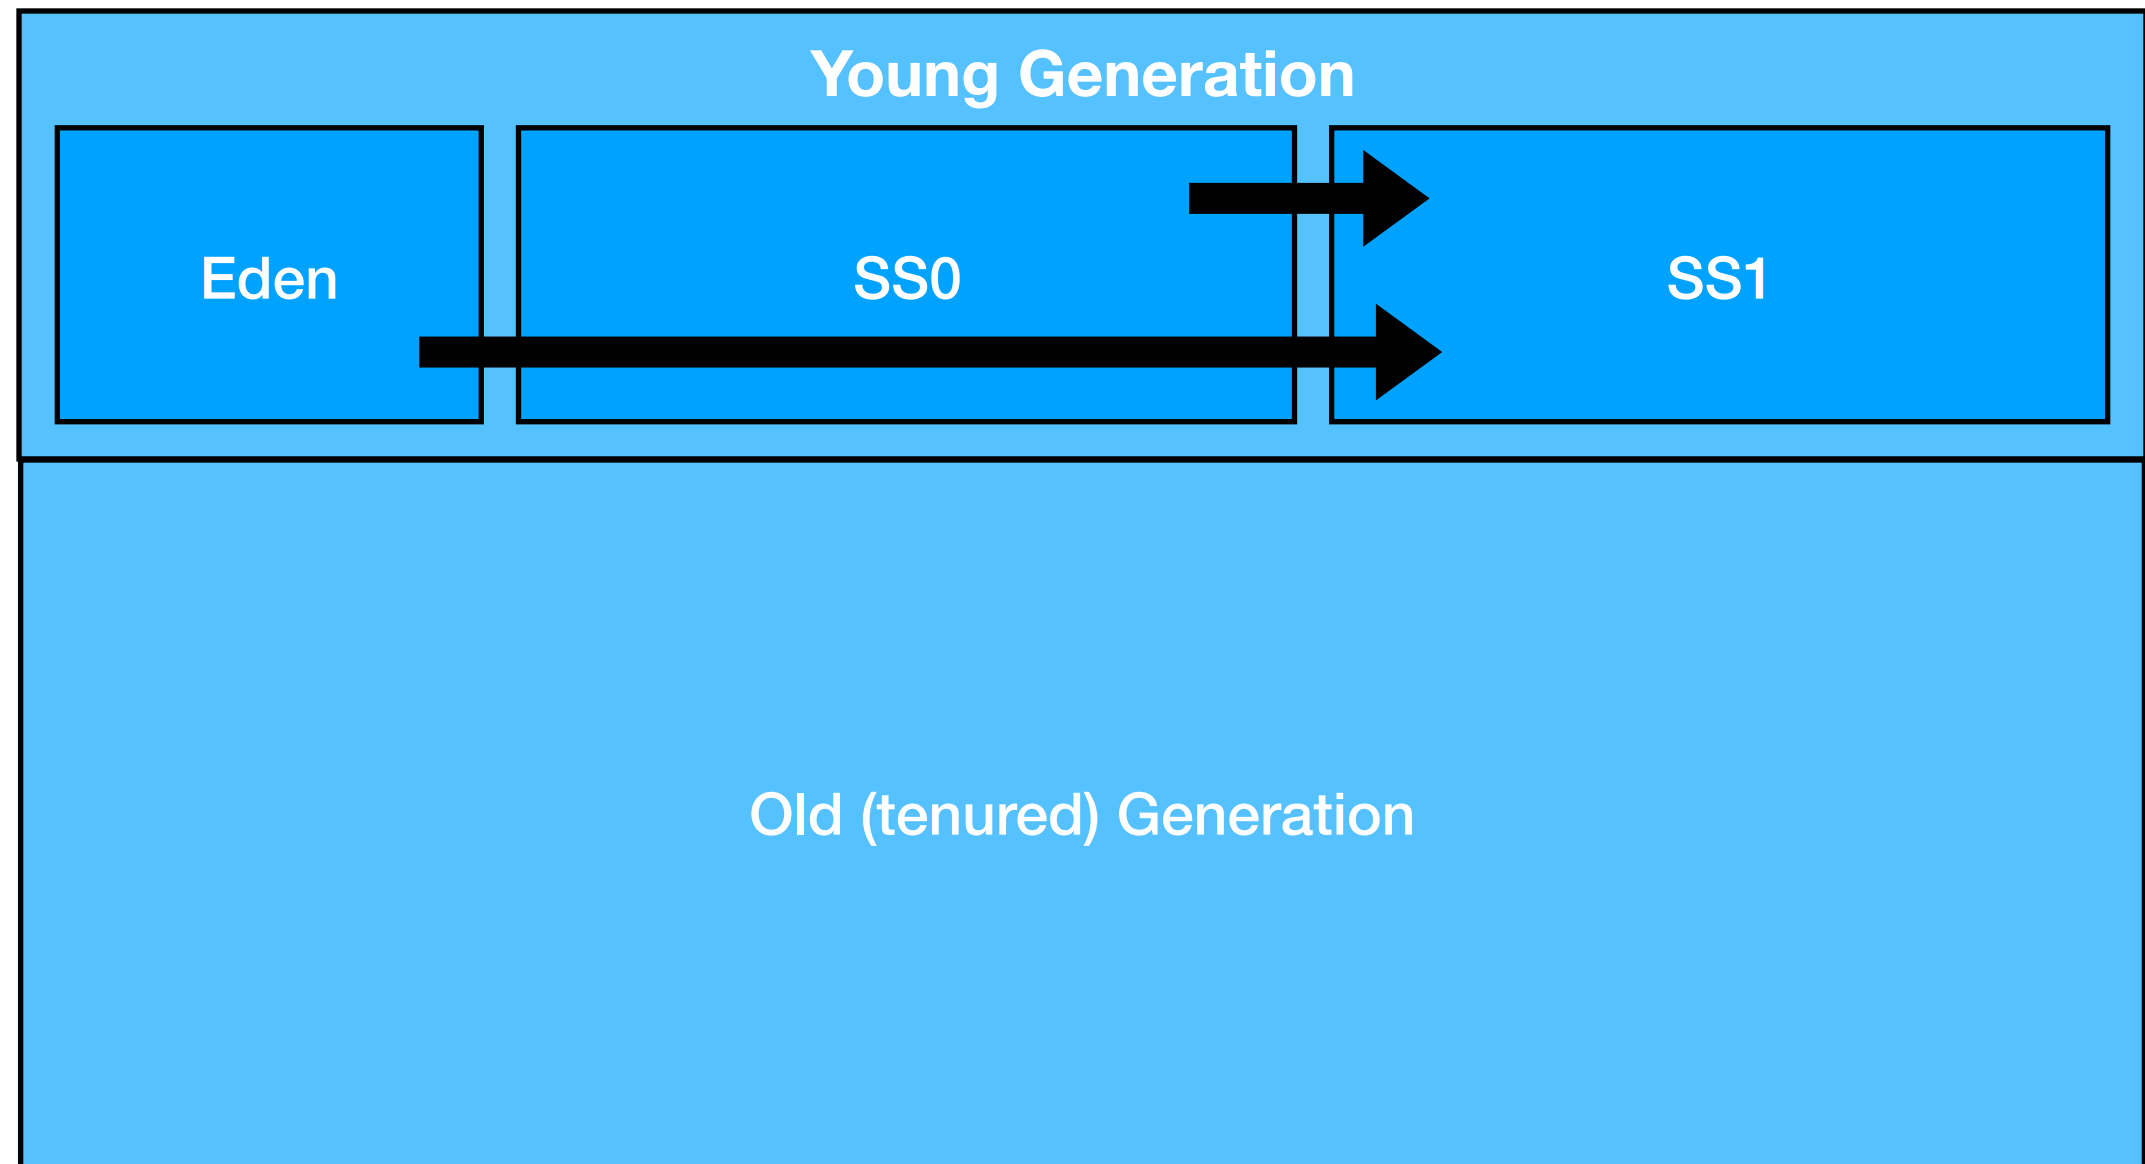 Young Generation
Eden
SS0
SS1
Old (tenured) Generation